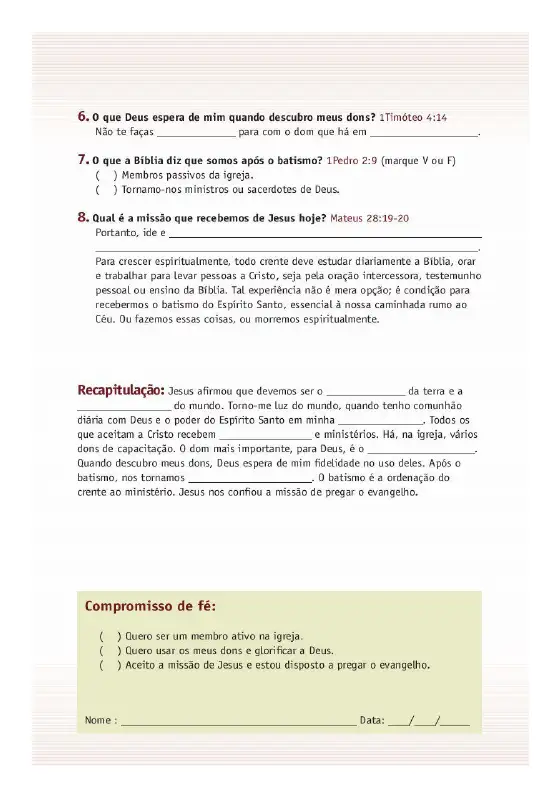 6. O que Deus espera de mim quando descubro meus dons? 1Timóteo 4:14
Não te faças _______________ para com o dom que há em _____________________.
7. O que a Bíblia diz que somos após o batismo? 1Pedro 2:9 (marque V ou F)
( ) Membros passivos da igreja.
( ) Tornamo-nos ministros ou sacerdotes de Deus.
8. Qual é a missão que recebemos de Jesus hoje? Mateus 28:19-20
Portanto, ide e ____________________________________________________________
__________________________________________________________________________.
Para crescer espiritualmente, todo crente deve estudar diariamente a Bíblia, orar
e trabalhar para levar pessoas a Cristo, seja pela oração intercessora, testemunho
pessoal ou ensino da Bíblia. Tal experiência não é mera opção; é condição para
recebermos o batismo do Espírito Santo, essencial à nossa caminhada rumo ao
Céu. Ou fazemos essas coisas, ou morremos espiritualmente.
Recapitulação: Jesus afirmou que devemos ser o _______________ da terra e a
__________________ do mundo. Torno-me luz do mundo, quando tenho comunhão
diária com Deus e o poder do Espírito Santo em minha ________________. Todos os
que aceitam a Cristo recebem __________________ e ministérios. Há, na igreja, vários
dons de capacitação. O dom mais importante, para Deus, é o ____________________.
Quando descubro meus dons, Deus espera de mim fidelidade no uso deles. Após o
batismo, nos tornamos ________________________. O batismo é a ordenação do
crente ao ministério. Jesus nos confiou a missão de pregar o evangelho.
Compromisso de fé:
( ) Quero ser um membro ativo na igreja.
( ) Quero usar os meus dons e glorificar a Deus.
( ) Aceito a missão de Jesus e estou disposto a pregar o evangelho.
Nome : _____________________________________________ Data: ____/____/______